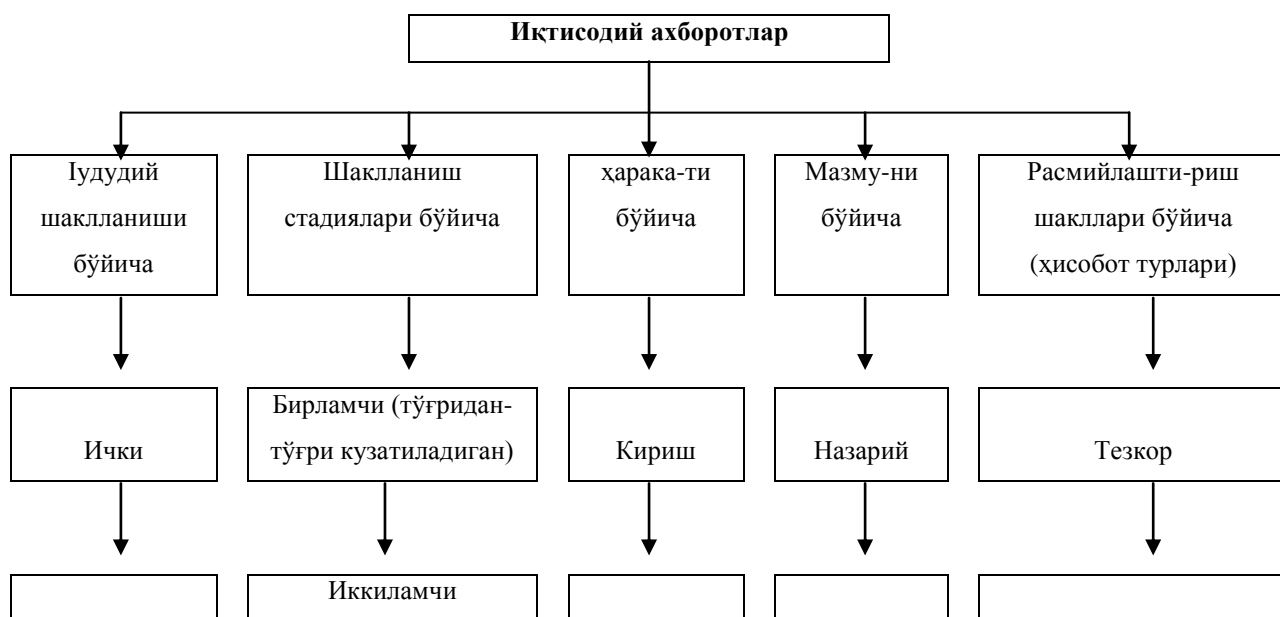 Иқтисодий ахборотлар
Іудудий
шаклланиши
бўйича
Шаклланиш
стадиялари бўйича
ҳарака-ти
бўйича
Мазму-ни
бўйича
Расмийлашти-риш
шакллари бўйича
(ҳисобот турлари)
Ички
Бирламчи (тўғридан-
тўғри кузатиладиган)
Кириш
Назарий
Тезкор
Иккиламчи